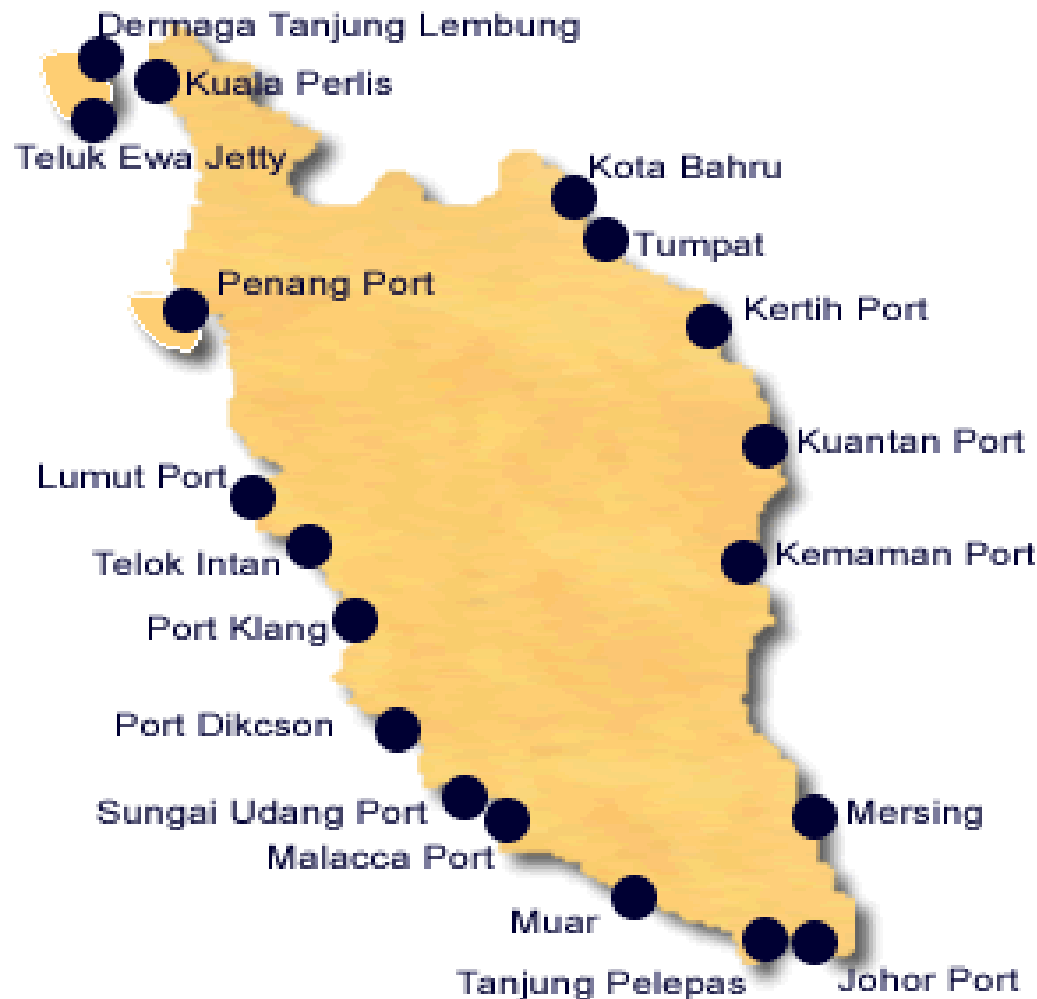 Dermaga Tanjung Lembung
Kuala Perlis
Teluk Ewa Jetty
Kota Bahru
Tumpat
Penang Port
Kertih Port
Kuantan Port
Lumut Port
Kemaman Port
Telok Intan
Port Klang
Port Dikcson
Sungai Udang Port
Mersing
Malacca Port
Muar
Tanjung Pelepas
Johor Port